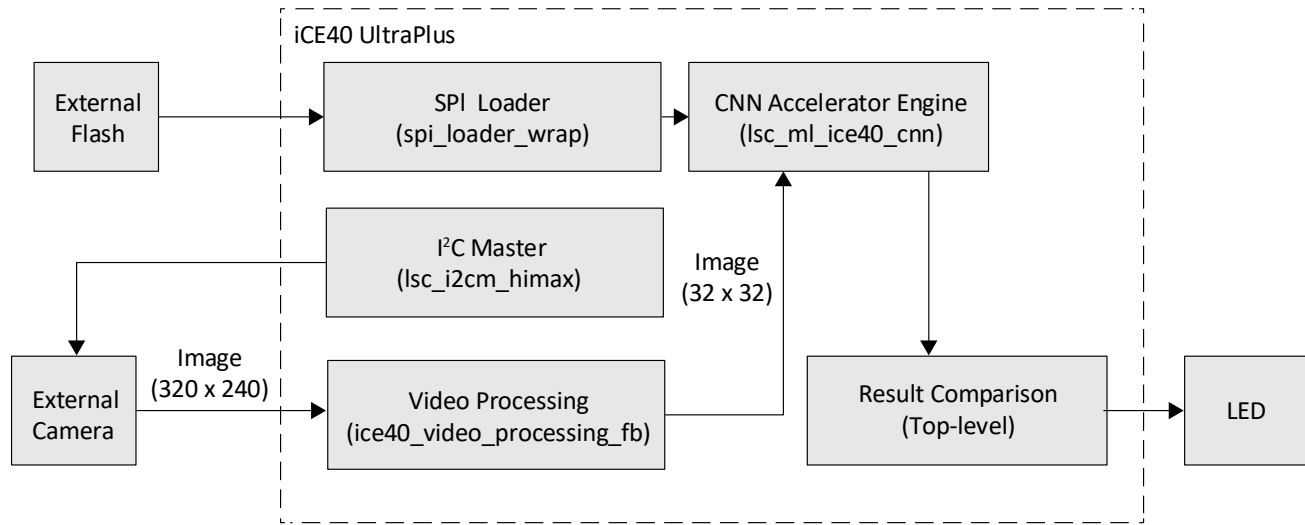 iCE40 UltraPlus
External
Flash
SPI Loader
(spi_loader_wrap)
CNN Accelerator Engine
(lsc_ml_ice40_cnn)
I²C Master
(lsc_i2cm_himax)
Image
(32 x 32)
Image
(320 x 240)
External
Camera
Video Processing
(ice40_video_processing_fb)
Result Comparison
(Top-level)
LED